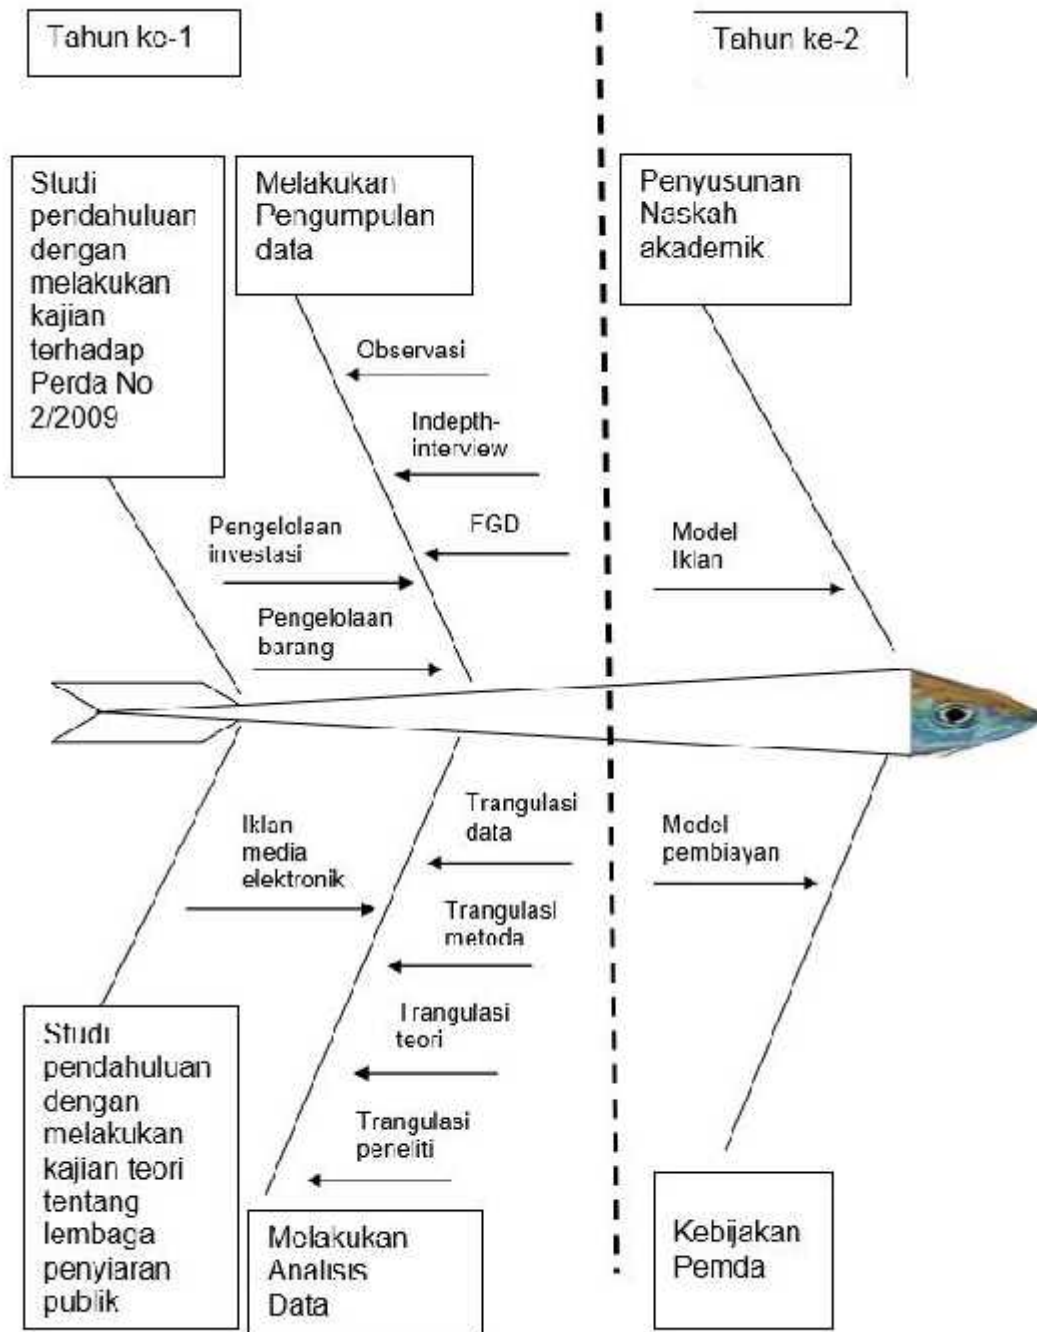 Tahun ke-1
Tahun ke-2
Studi
pendahuluan
dengan
melakukan
kajian
terhadap
Perda No
2/2009
Melakukan
Pengumpulan
data
Penyusunan
Naskah
akademik
Observasi
Indepth-
interview
FGD
Pengelolaan
investasi
Pengelolaan
barang
Model
Iklan
Iklan
media
elektronik
Trangulasi
data
Trangulasi
metoda
Trangulasi
teori
Trangulasi
peneliti
Model
pembiayan
Studi
pendahuluan
dengan
melakukan
kajian teori
tentang
lembaga
penyiaran
publik
Melakukan
Analisis
Data
Kebijakan
Pemda